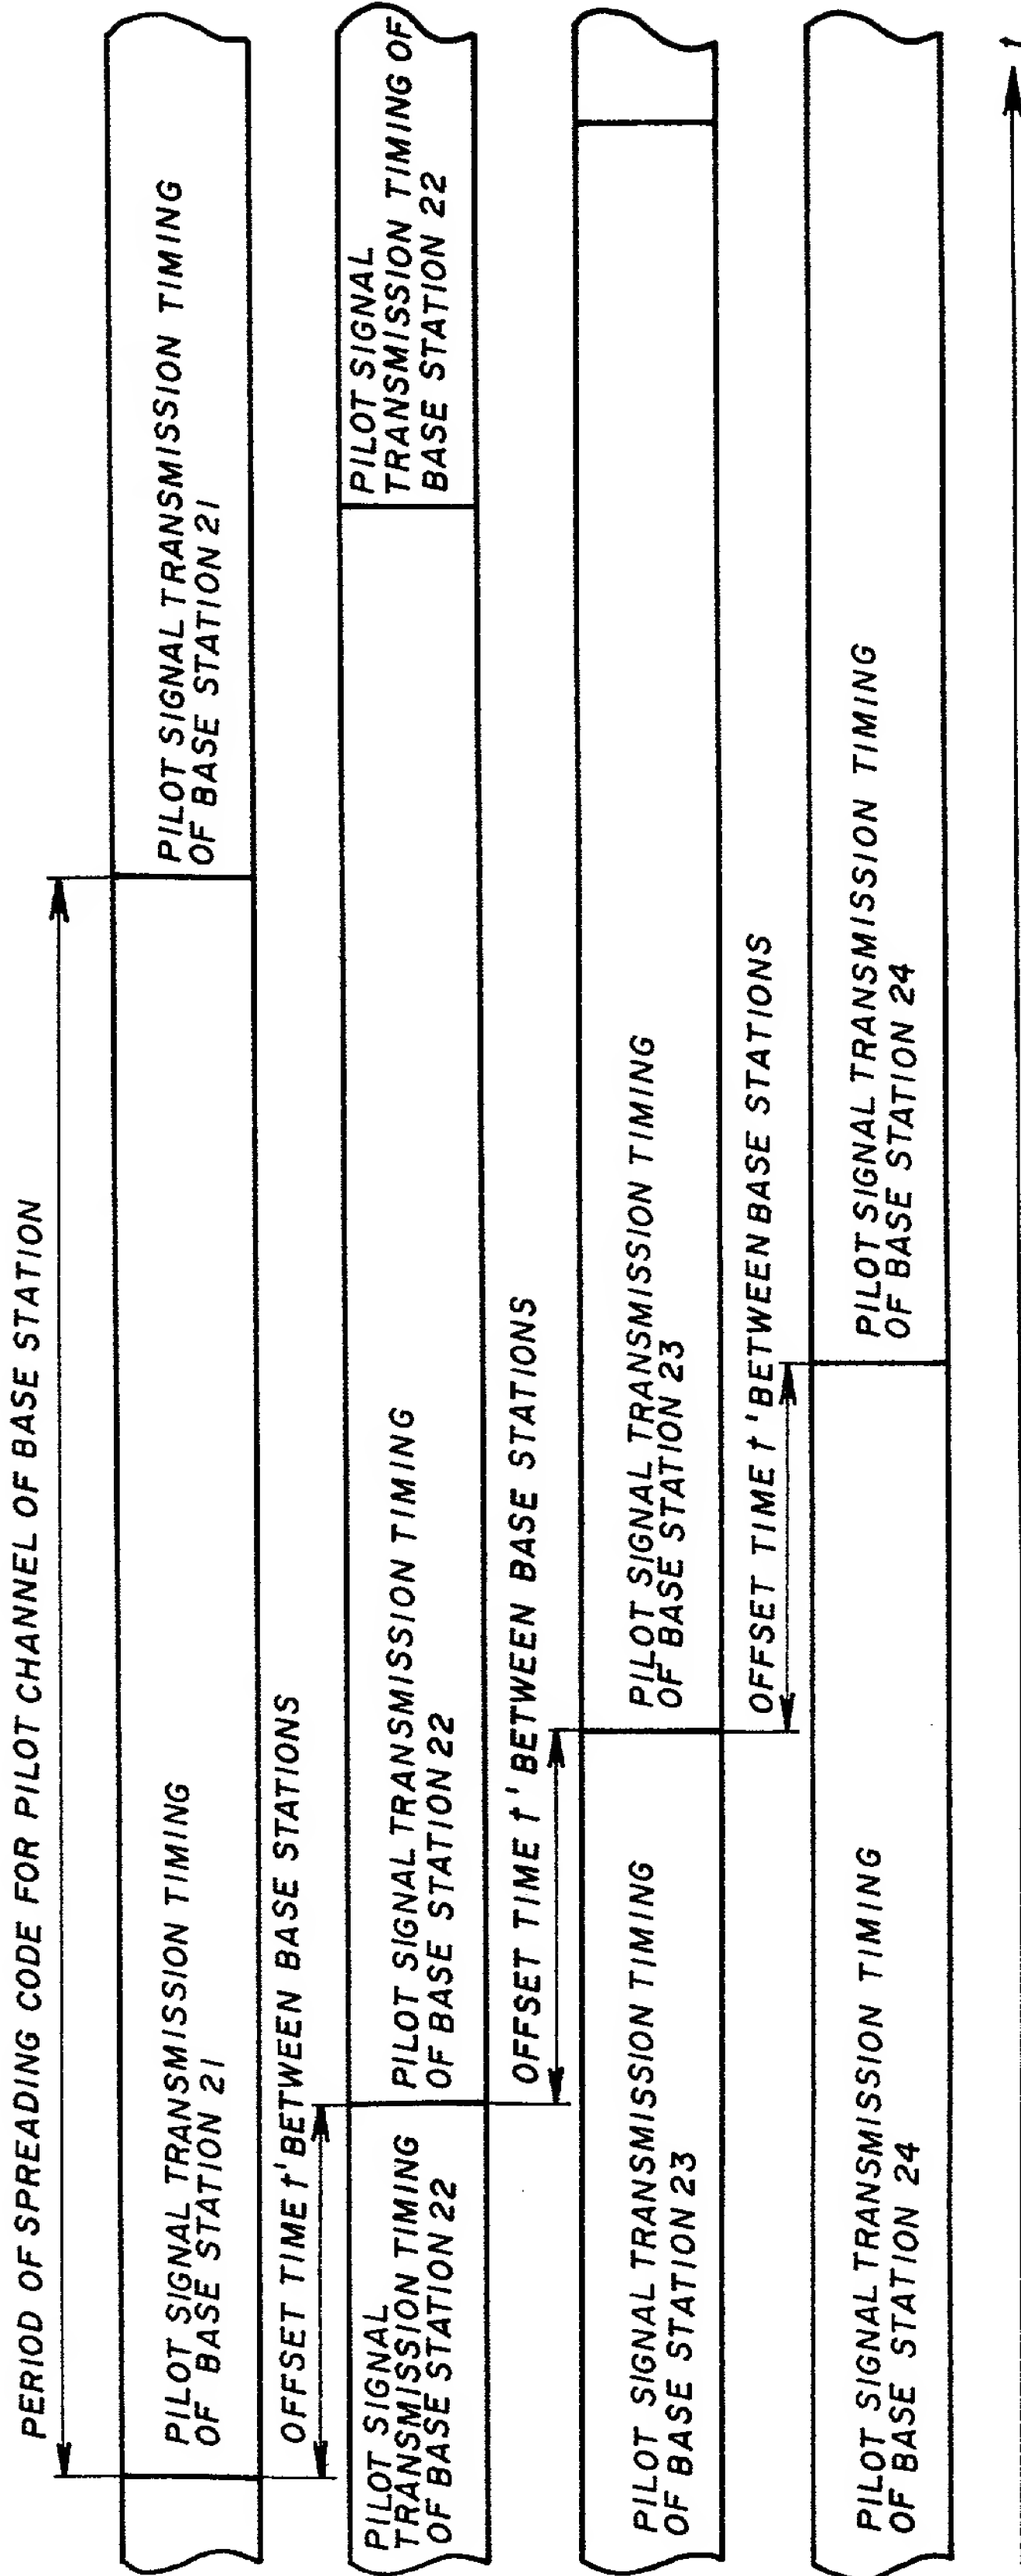 PERIOD OF SPREADING CODE FOR PILOT CHANNEL OF BASE STATION
PILOT SIGNAL TRANSMISSION TIMING
OF BASE STATION 21
PILOT SIGNAL TRANSMISSION TIMING
OF BASE STATION 21
OFFSET TIME t' BETWEEN BASE STATIONS
PILOT SIGNAL
TRANSMISSION TIMING
OF BASE STATION 22
PILOT SIGNAL TRANSMISSION TIMING
OF BASE STATION 22
PILOT SIGNAL
TRANSMISSION TIMING OF
BASE STATION 22
OFFSET TIME t' BETWEEN BASE STATIONS
PILOT SIGNAL TRANSMISSION TIMING
OF BASE STATION 23
PILOT SIGNAL TRANSMISSION TIMING
OF BASE STATION 23
OFFSET TIME t' BETWEEN BASE STATIONS
PILOT SIGNAL TRANSMISSION TIMING
OF BASE STATION 24
PILOT SIGNAL TRANSMISSION TIMING
OF BASE STATION 24
t